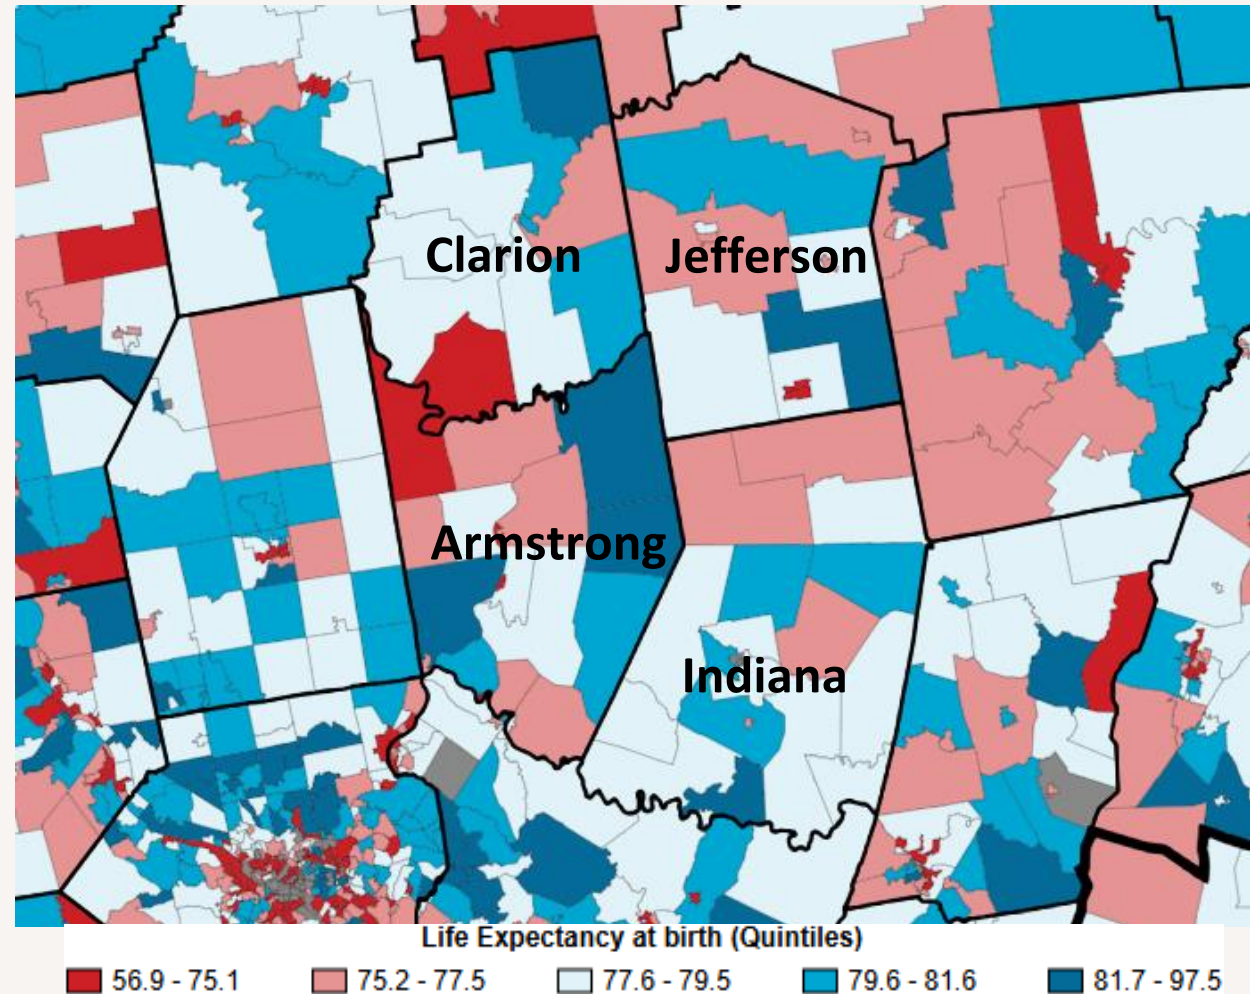 Clarion
Jefferson
Armstrong
Indiana
Life Expectancy at birth (Quintiles)
56.9 - 75.1
75.2 - 77.5
77.6 - 79.5
79.6 - 81.6
81.7 - 97.5